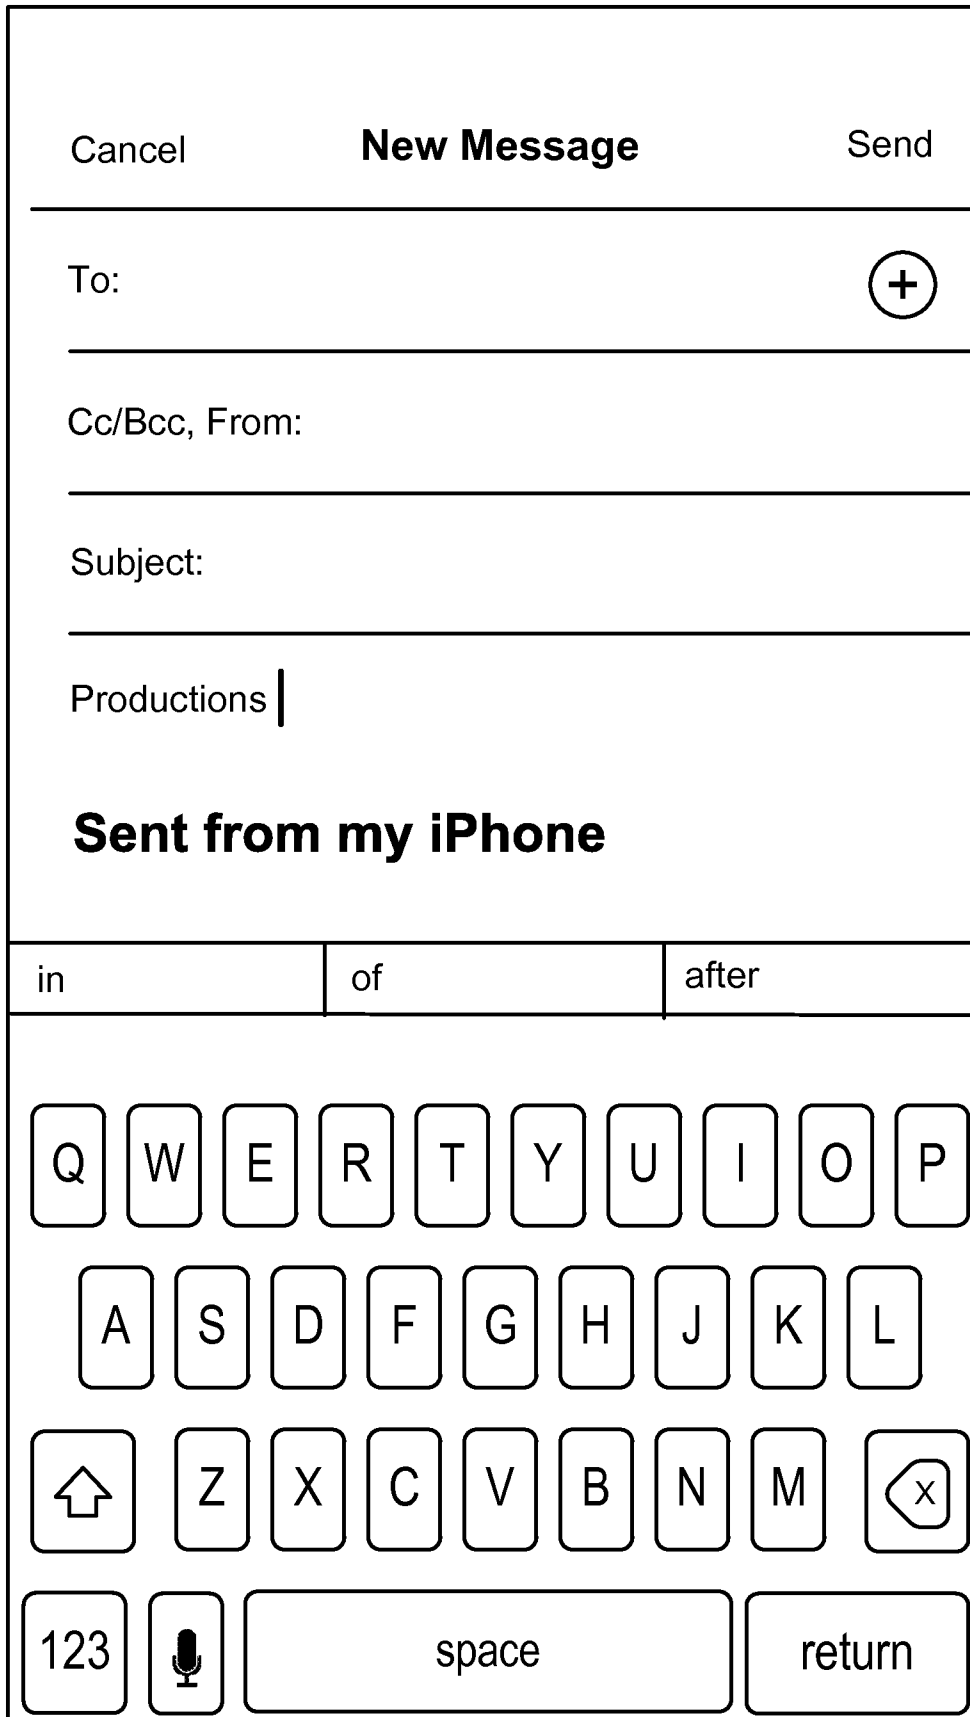 Cancel New Message Send
To: +
Cc/Bcc, From:
Subject:
Productions
Sent from my iPhone
in of after
Q W E R T Y U I O P
A S D F G H J K L
Z X C V B N M X
123 space return